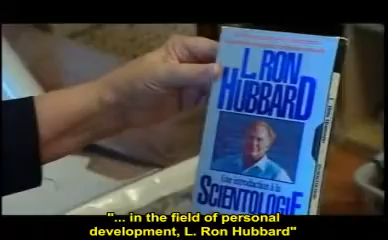 L. RON
HUBBARD
Une introduction à la
SCIENTOLOGIE
"... in the field of personal
development, L. Ron Hubbard"